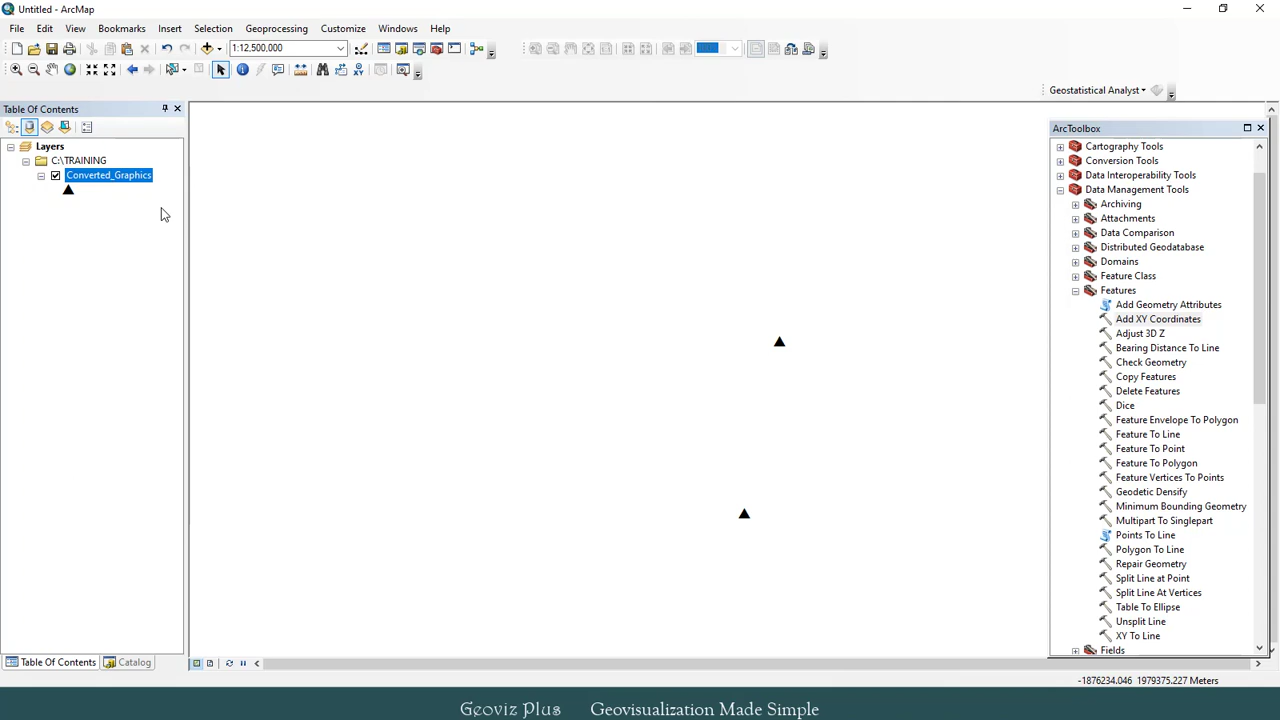 Untitled - ArcMap
File Edit View Bookmarks Insert Selection Geoprocessing Customize Windows Help
1:12,500,000
Geostatistical Analyst
Table Of Contents
Layers
C:\TRAINING
Converted_Graphics
ArcToolbox
Cartography Tools
Conversion Tools
Data Interoperability Tools
Data Management Tools
Archiving
Attachments
Data Comparison
Distributed Geodatabase
Domains
Feature Class
Features
Add Geometry Attributes
Add XY Coordinates
Adjust 3D Z
Bearing Distance To Line
Check Geometry
Copy Features
Delete Features
Dice
Feature Envelope To Polygon
Feature To Line
Feature To Point
Feature To Polygon
Feature Vertices To Points
Geodetic Densify
Minimum Bounding Geometry
Multipart To Singlepart
Points To Line
Polygon To Line
Repair Geometry
Split Line at Point
Split Line At Vertices
Table To Ellipse
Unsplit Line
XY To Line
Fields
Table Of Contents Catalog
-1876234.046 1979375.227 Meters
Geoviz Plus Geovisualization Made Simple